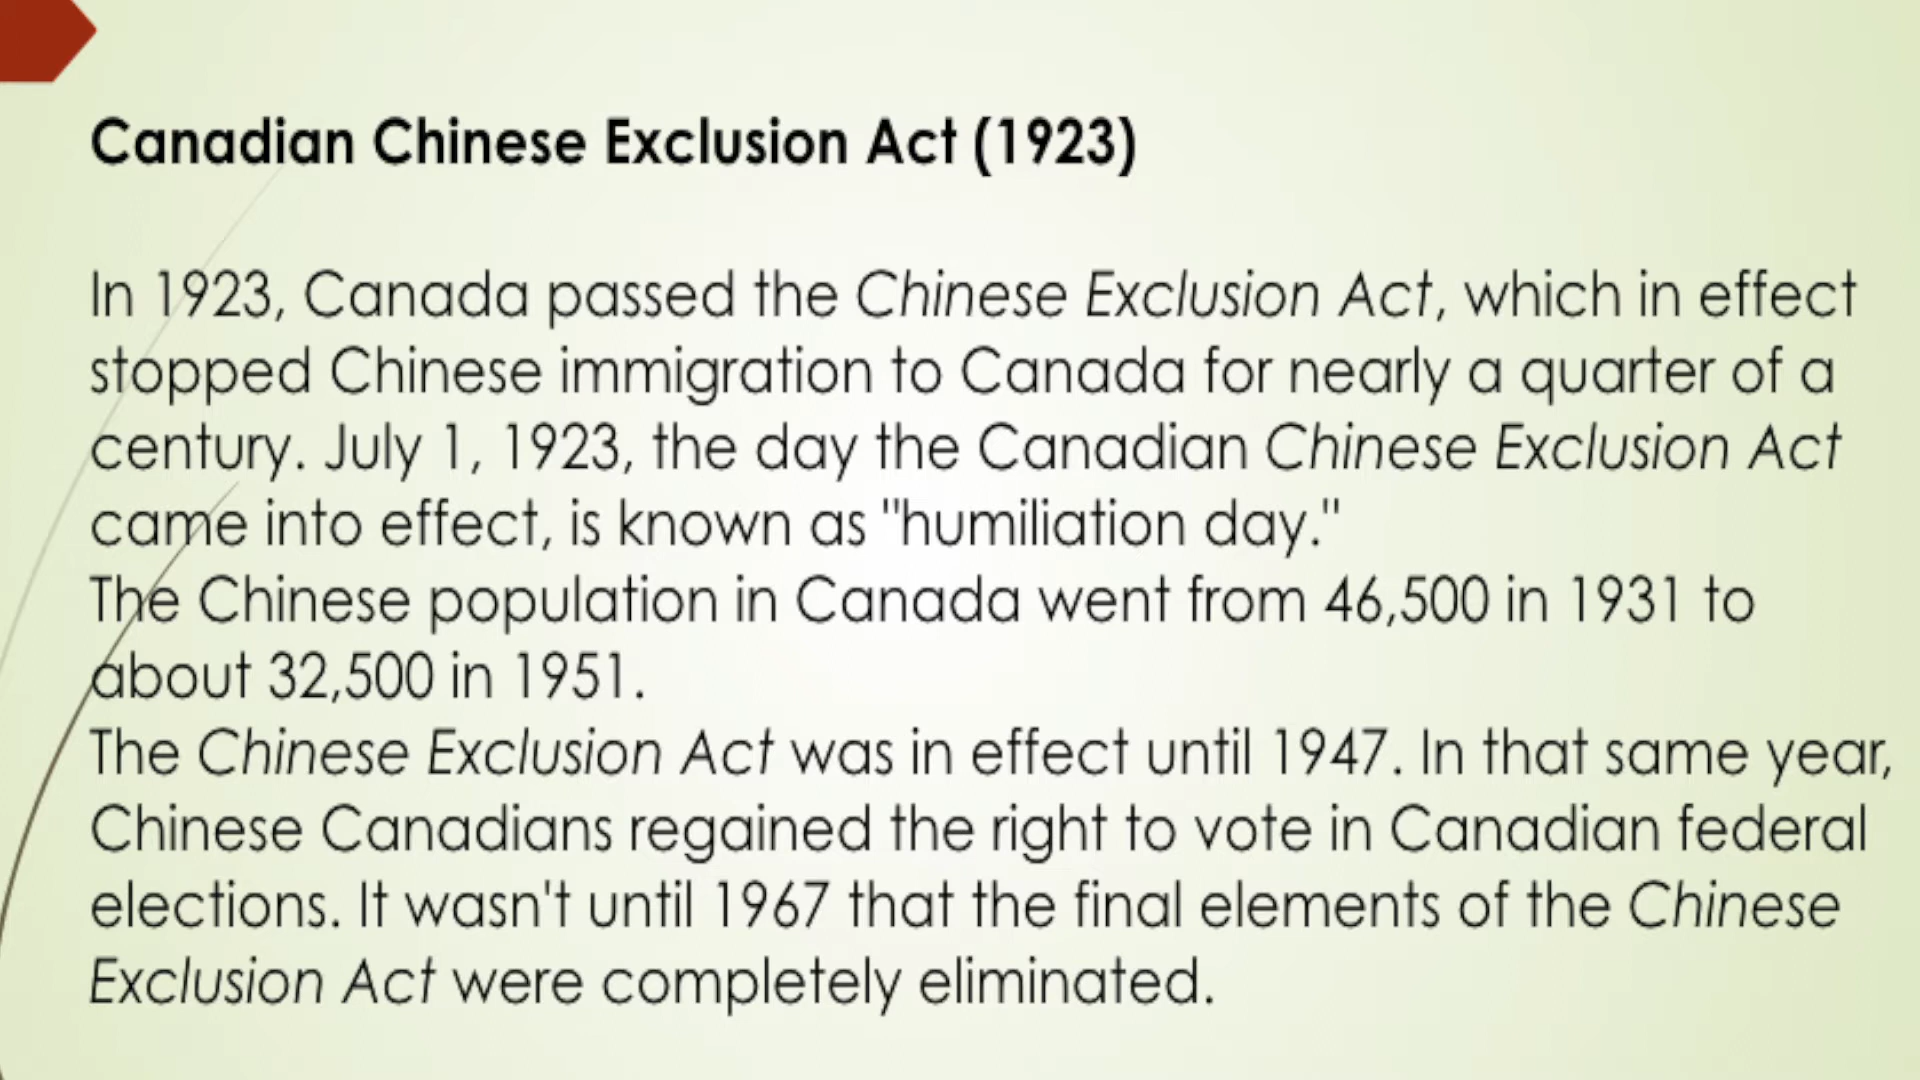 Canadian Chinese Exclusion Act (1923)
In 1923, Canada passed the Chinese Exclusion Act, which in effect
stopped Chinese immigration to Canada for nearly a quarter of a
century. July 1, 1923, the day the Canadian Chinese Exclusion Act
came into effect, is known as "humiliation day."
The Chinese population in Canada went from 46,500 in 1931 to
about 32,500 in 1951.
The Chinese Exclusion Act was in effect until 1947. In that same year,
Chinese Canadians regained the right to vote in Canadian federal
elections. It wasn't until 1967 that the final elements of the Chinese
Exclusion Act were completely eliminated.